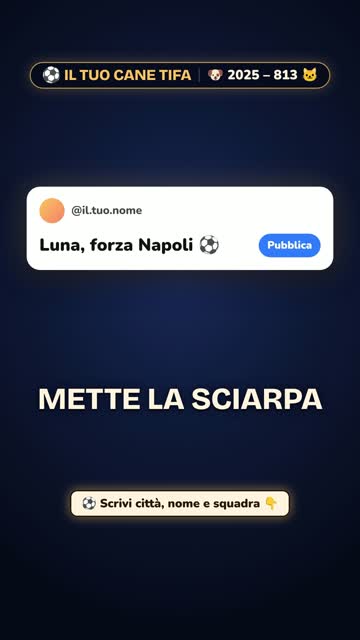 ⚽ IL TUO CANE TIFA | 🐶 2025 – 813 🐱
@il.tuo.nome
Luna, forza Napoli ⚽
Pubblica
METTE LA SCIARPA
⚽ Scrivi città, nome e squadra 👇